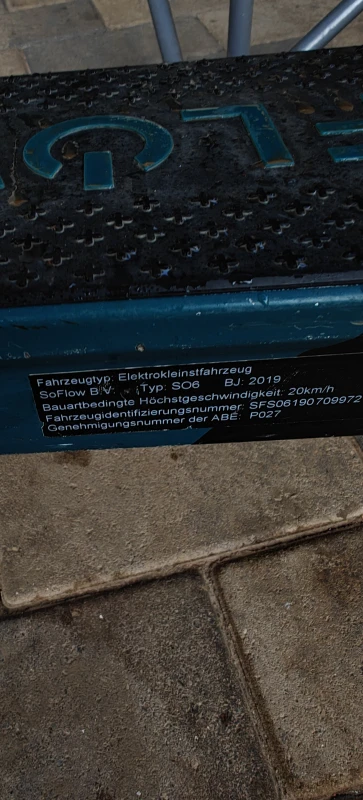 Fahrzeugtyp: Elektrokleinstfahrzeug
SoFlow B.V. Typ: SO6 BJ: 2019
Bauartbedingte Höchstgeschwindigkeit: 20km/h
Fahrzeugidentifizierungsnummer: SFS06190709972
Genehmigungsnummer der ABE: P027